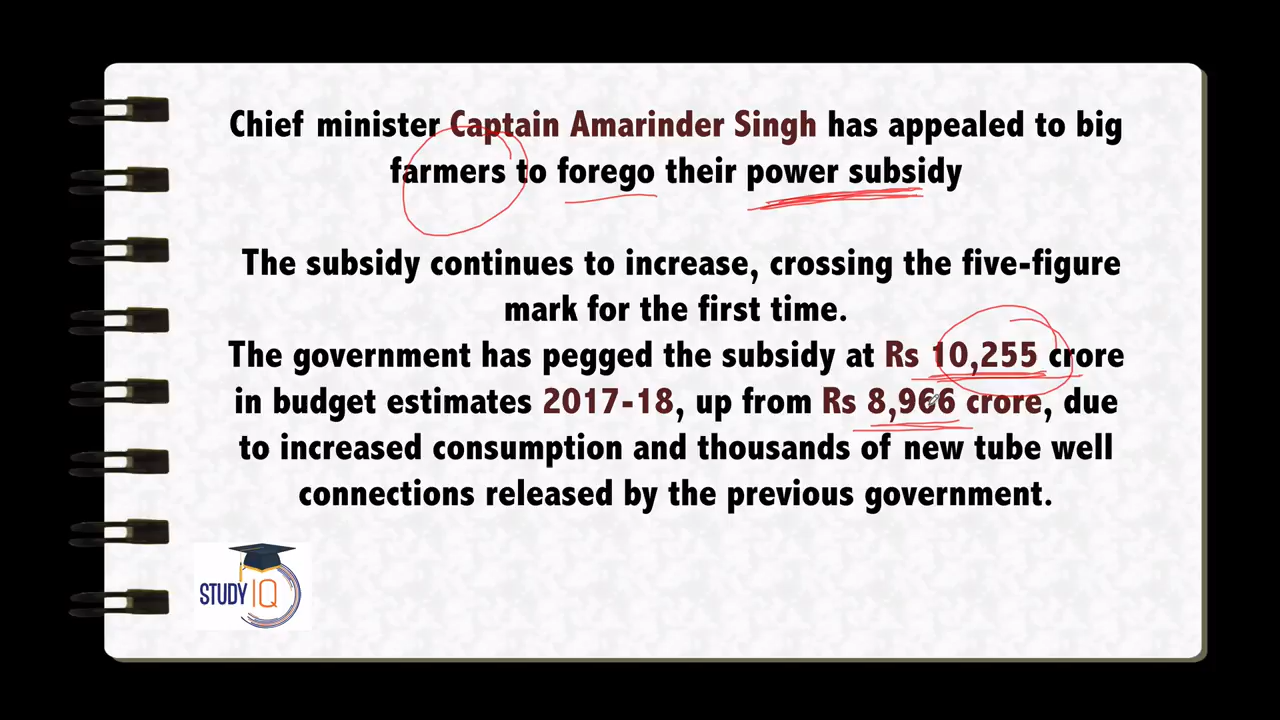 Chief minister Captain Amarinder Singh has appealed to big
farmers to forego their power subsidy
The subsidy continues to increase, crossing the five-figure
mark for the first time.
The government has pegged the subsidy at Rs 10,255 crore
in budget estimates 2017-18, up from Rs 8,966 crore, due
to increased consumption and thousands of new tube well
connections released by the previous government.
STUDY IQ